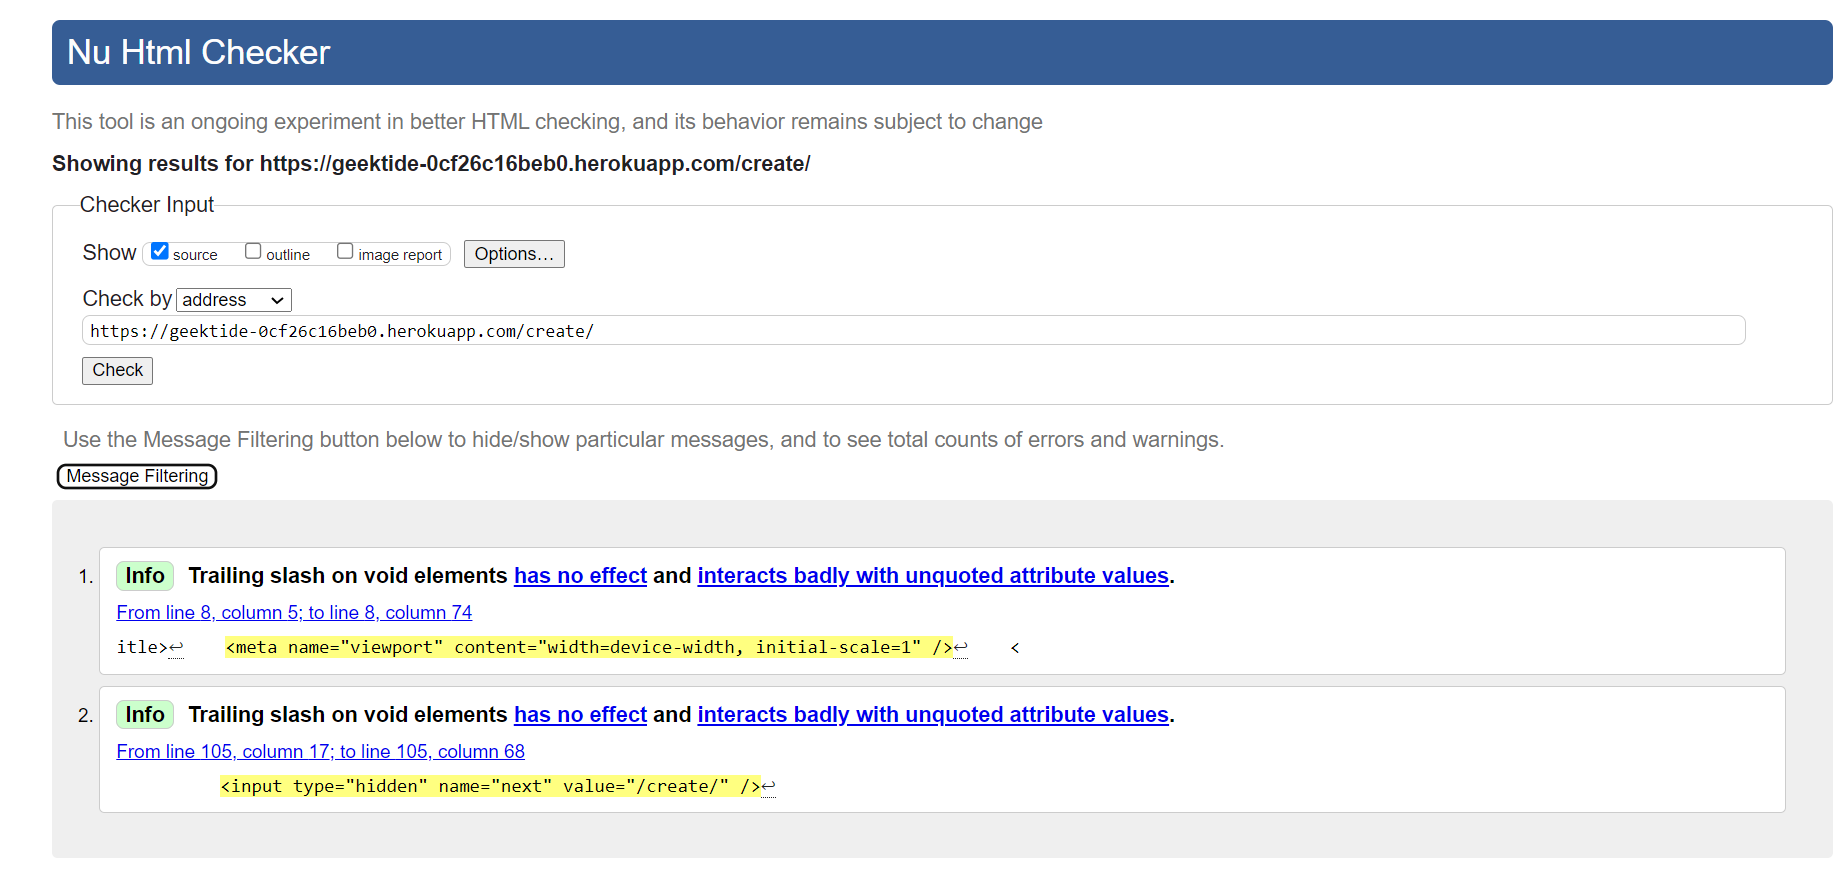 Nu Html Checker
This tool is an ongoing experiment in better HTML checking, and its behavior remains subject to change
Showing results for https://geektide-0cf26c16beb0.herokuapp.com/create/
Checker Input
Show source outline image report Options...
Check by address
https://geektide-0cf26c16beb0.herokuapp.com/create/
Check
Use the Message Filtering button below to hide/show particular messages, and to see total counts of errors and warnings.
Message Filtering
1. Info Trailing slash on void elements has no effect and interacts badly with unquoted attribute values.
From line 8, column 5; to line 8, column 74
itle>↩ <meta name="viewport" content="width=device-width, initial-scale=1" />↩ <
2. Info Trailing slash on void elements has no effect and interacts badly with unquoted attribute values.
From line 105, column 17; to line 105, column 68
<input type="hidden" name="next" value="/create/" />↩